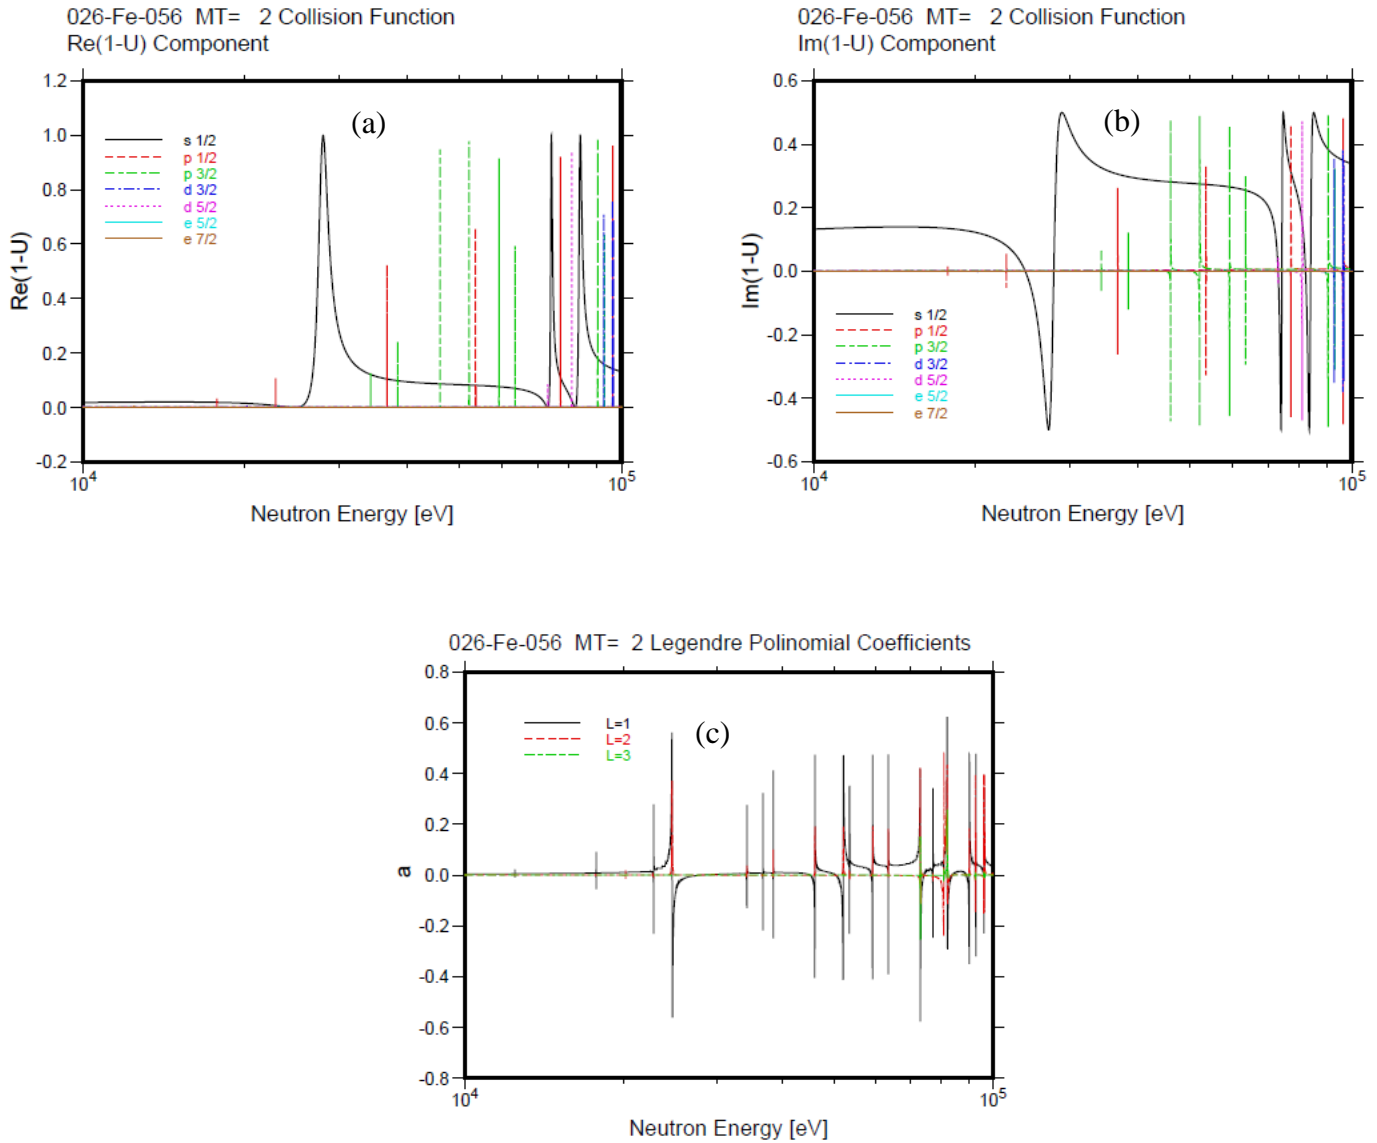 026-Fe-056 MT= 2 Collision Function
Re(1-U) Component
1.2
1.0
0.8
0.6
0.4
0.2
0.0
-0.2
Re(1-U)
(a)
s 1/2
p 1/2
p 3/2
d 3/2
d 5/2
e 5/2
e 7/2
10^4
10^5
Neutron Energy [eV]
026-Fe-056 MT= 2 Collision Function
Im(1-U) Component
0.6
0.4
0.2
0.0
-0.2
-0.4
-0.6
Im(1-U)
(b)
s 1/2
p 1/2
p 3/2
d 3/2
d 5/2
e 5/2
e 7/2
10^4
10^5
Neutron Energy [eV]
026-Fe-056 MT= 2 Legendre Polinomial Coefficients
0.8
0.6
0.4
0.2
0.0
-0.2
-0.4
-0.6
-0.8
a
L=1
L=2
L=3
(c)
10^4
10^5
Neutron Energy [eV]